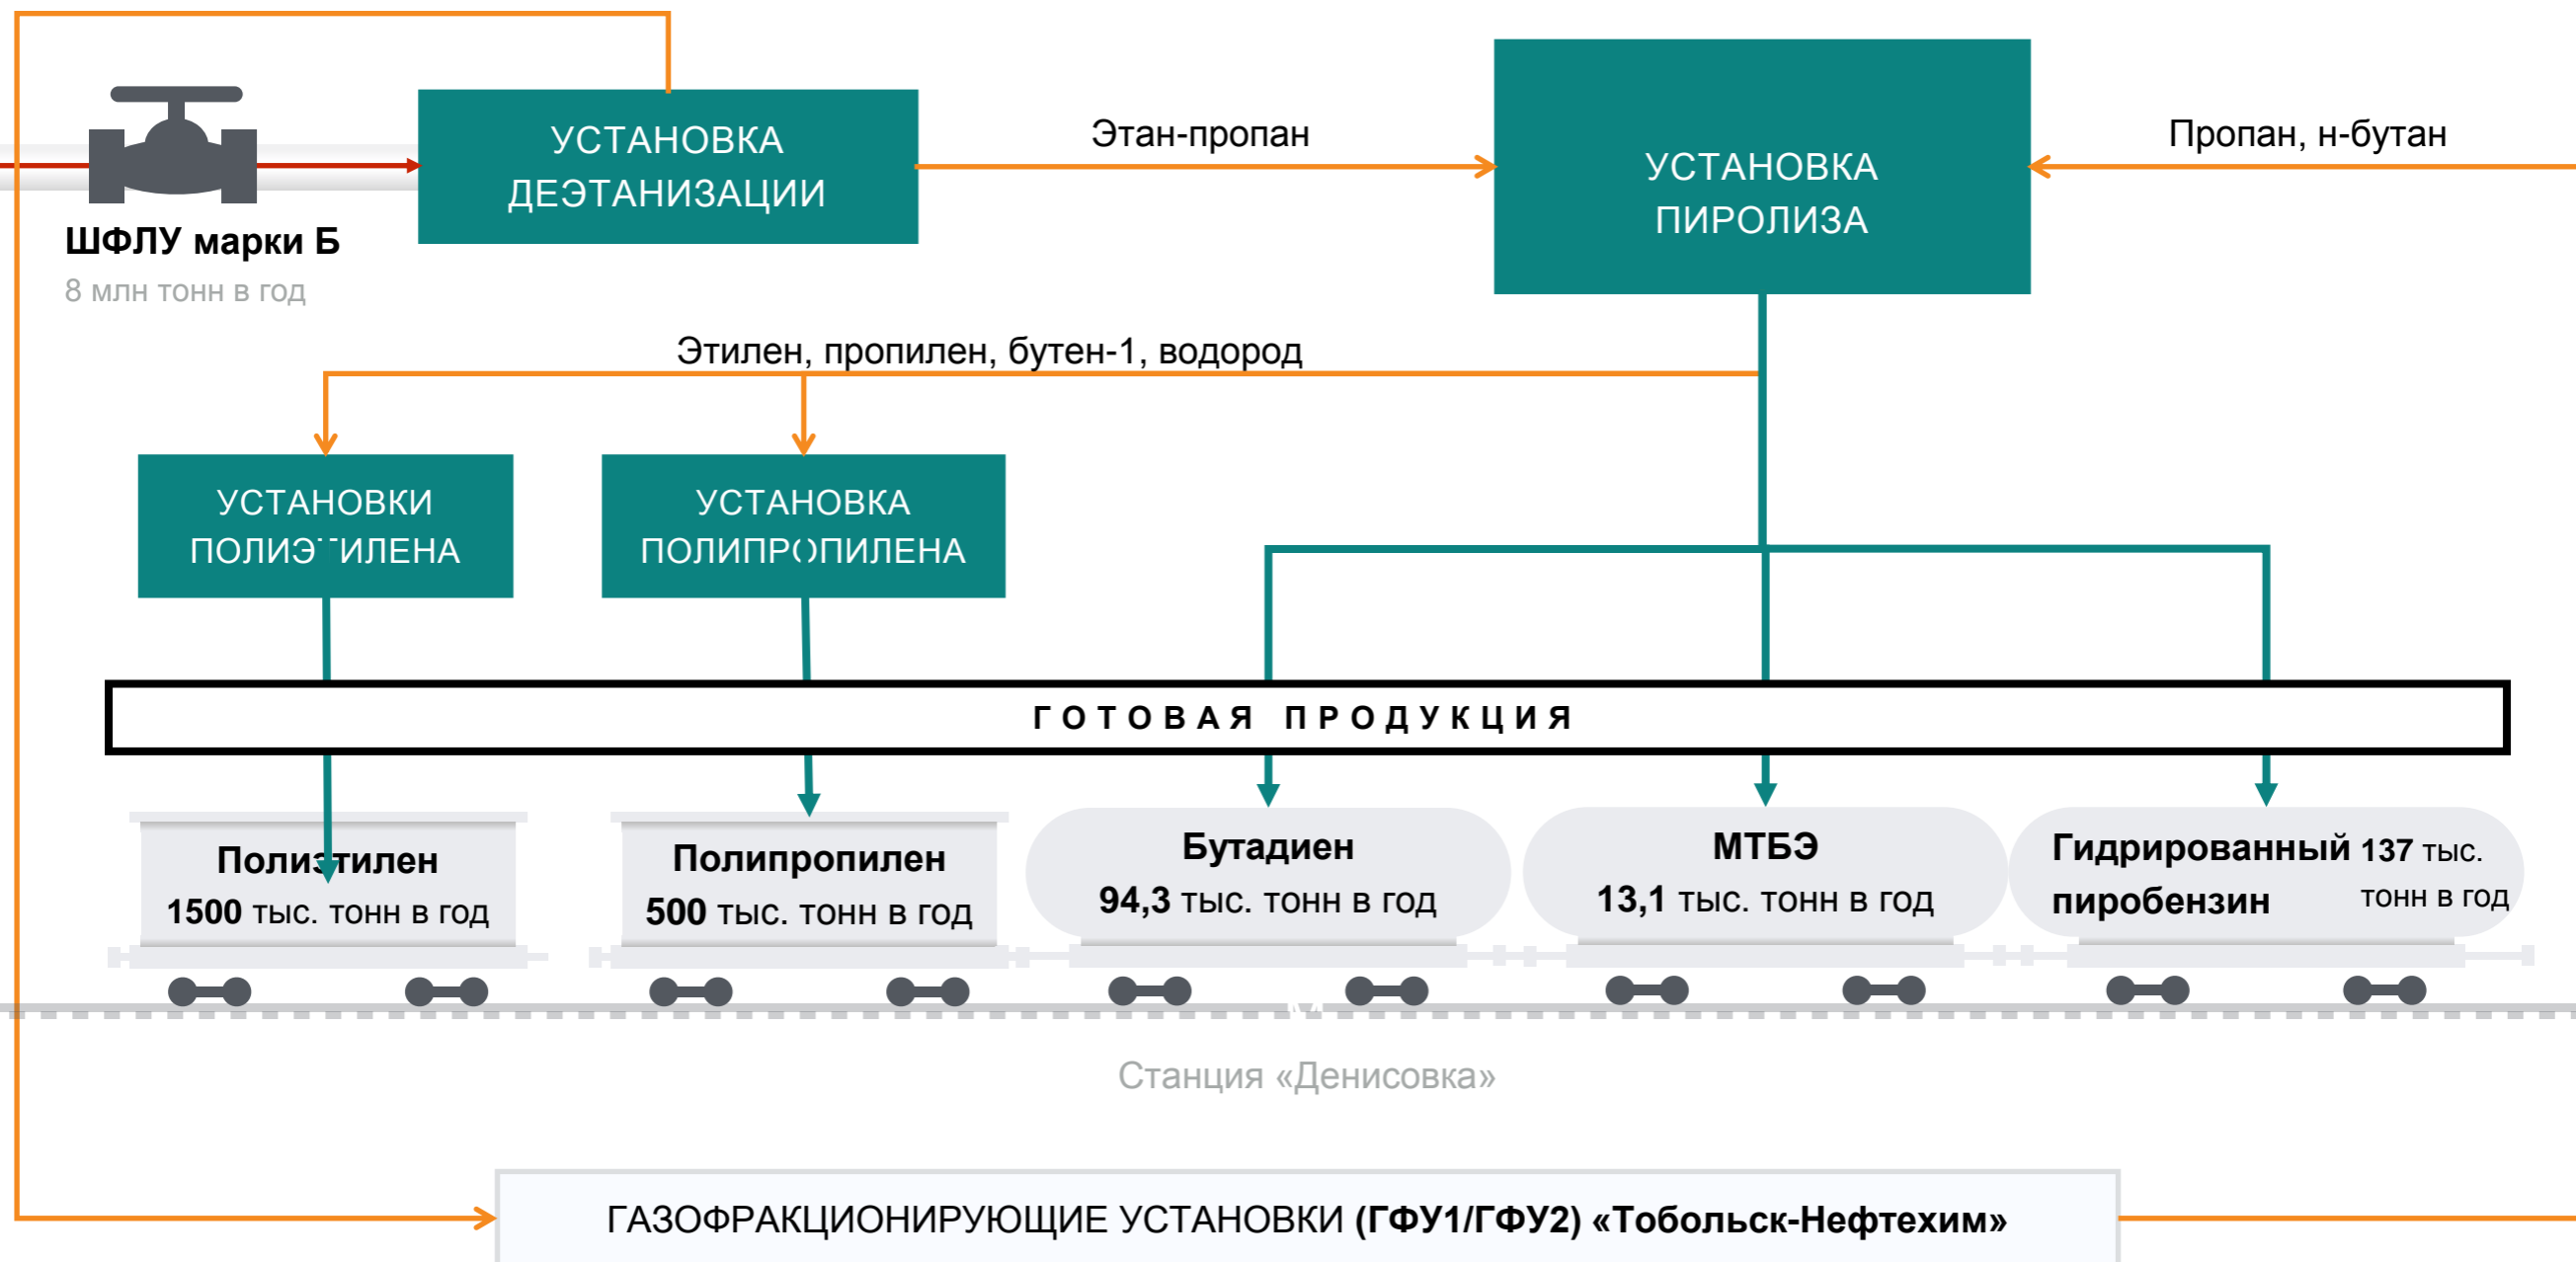 УСТАНОВКА
ДЕЭТАНИЗАЦИИ
Этан-пропан
УСТАНОВКА
ПИРОЛИЗА
Пропан, н-бутан
ШФЛУ марки Б
8 млн тонн в год
Этилен, пропилен, бутен-1, водород
УСТАНОВКИ
ПОЛИЭТИЛЕНА
УСТАНОВКА
ПОЛИПРОПИЛЕНА
ГОТОВАЯ ПРОДУКЦИЯ
Полиэтилен
1500 тыс. тонн в год
Полипропилен
500 тыс. тонн в год
Бутадиен
94,3 тыс. тонн в год
МТБЭ
13,1 тыс. тонн в год
Гидрированный 137 тыс.
пиробензин тонн в год
Станция «Денисовка»
ГАЗОФРАКЦИОНИРУЮЩИЕ УСТАНОВКИ (ГФУ1/ГФУ2) «Тобольск-Нефтехим»